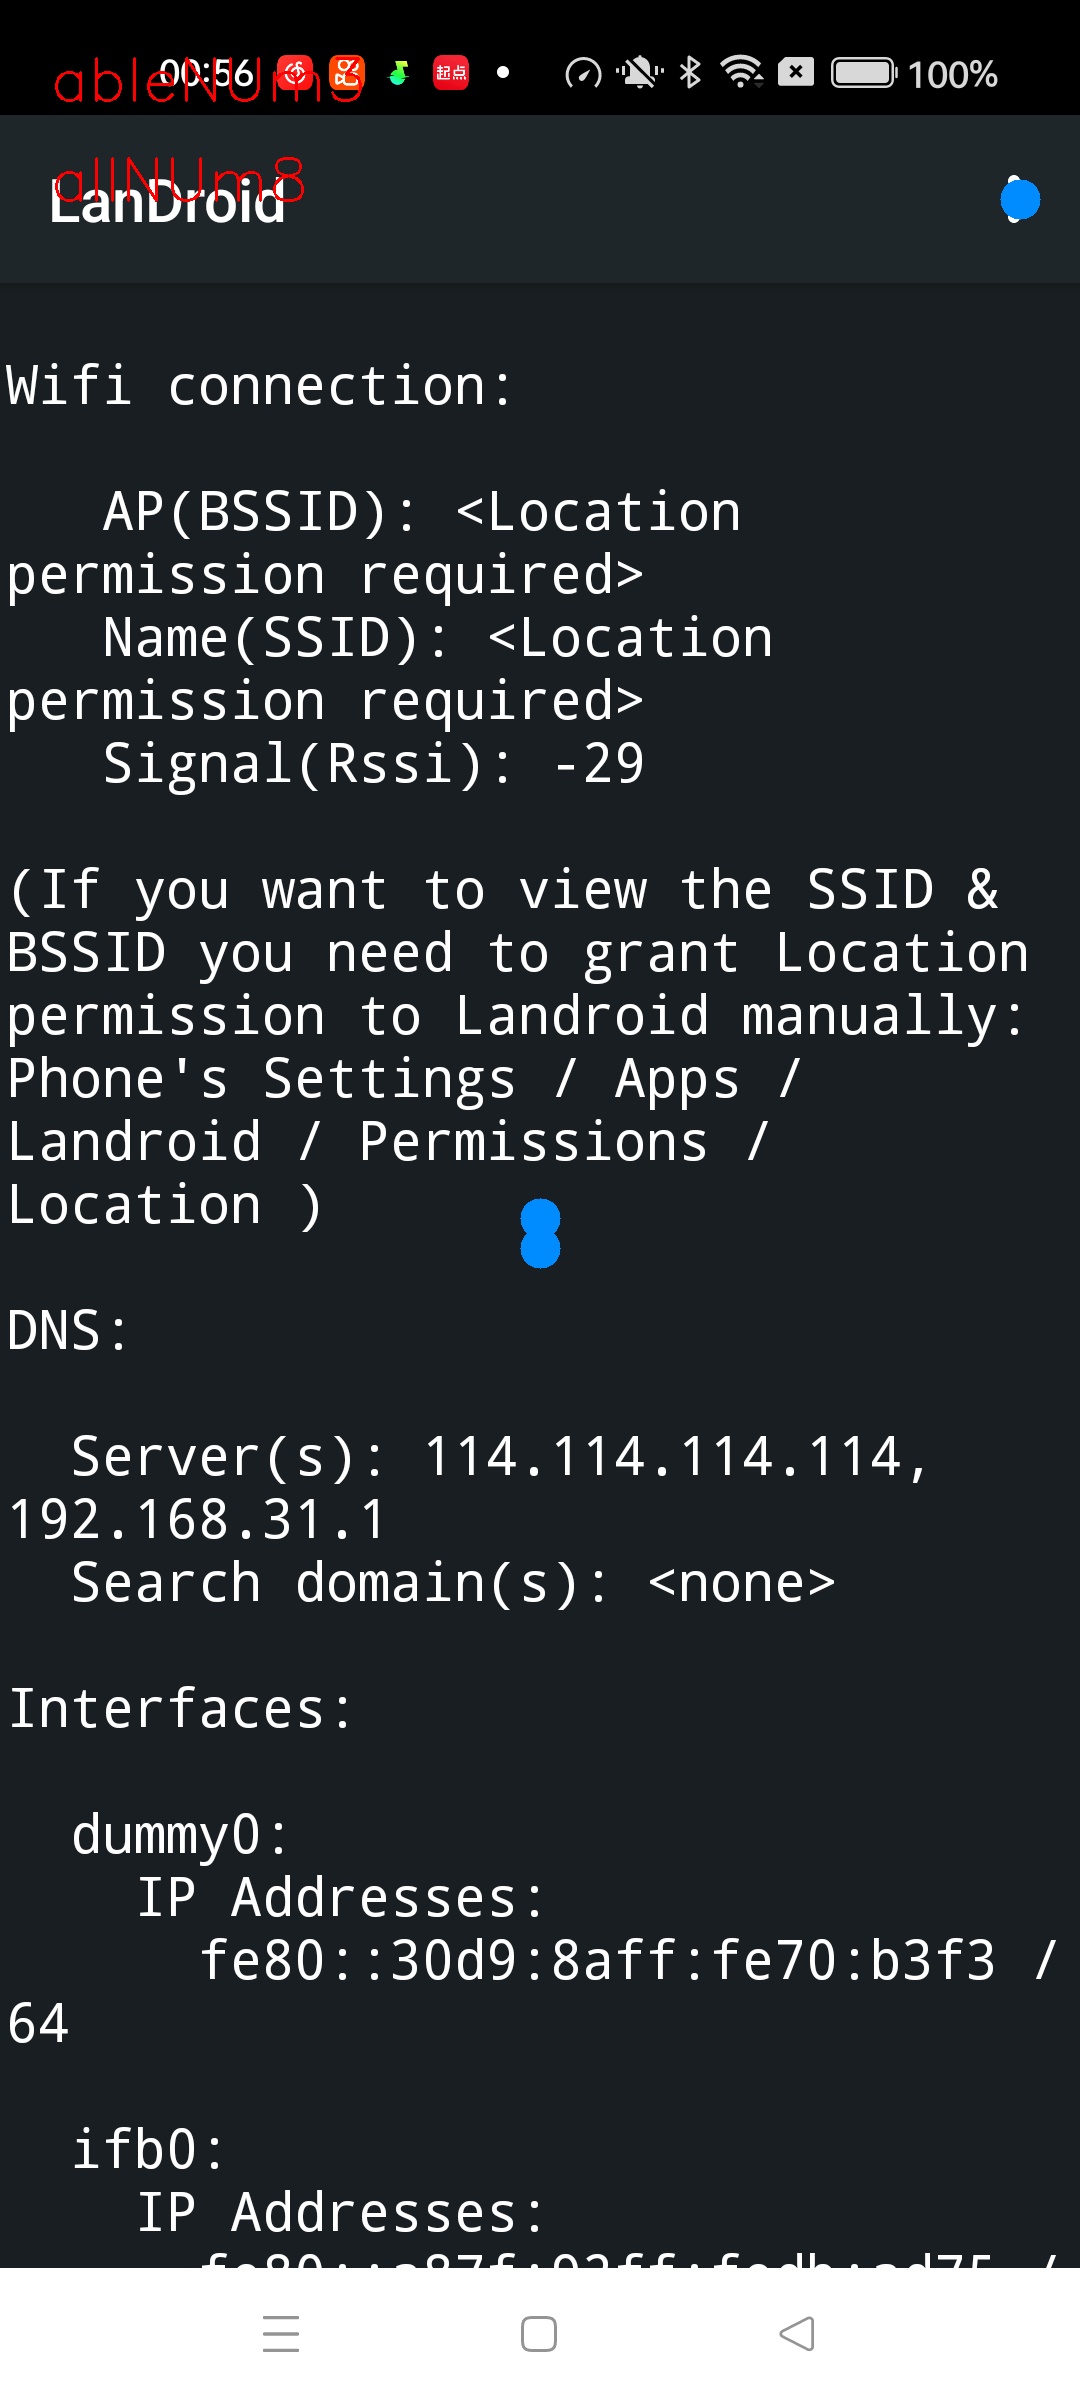 00:56 起点 100%
ableNUm3
allNUm8
LanDroid
Wifi connection:
AP(BSSID): <Location
permission required>
Name(SSID): <Location
permission required>
Signal(Rssi): -29
(If you want to view the SSID &
BSSID you need to grant Location
permission to Landroid manually:
Phone's Settings / Apps /
Landroid / Permissions /
Location )
DNS:
Server(s): 114.114.114.114,
192.168.31.1
Search domain(s): <none>
Interfaces:
dummy0:
IP Addresses:
fe80::30d9:8aff:fe70:b3f3 /
64
ifb0:
IP Addresses: